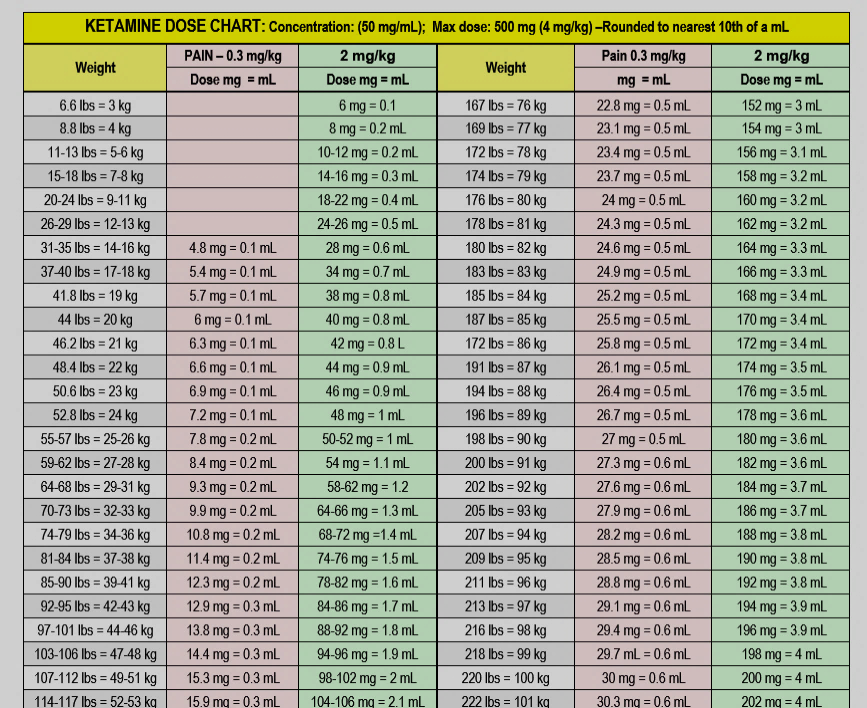 KETAMINE DOSE CHART: Concentration: (50 mg/mL); Max dose: 500 mg (4 mg/kg) –Rounded to nearest 10th of a mL
Weight PAIN – 0.3 mg/kg 2 mg/kg Weight Pain 0.3 mg/kg 2 mg/kg
Dose mg = mL Dose mg = mL mg = mL Dose mg = mL
6.6 lbs = 3 kg 6 mg = 0.1 167 lbs = 76 kg 22.8 mg = 0.5 mL 152 mg = 3 mL
8.8 lbs = 4 kg 8 mg = 0.2 mL 169 lbs = 77 kg 23.1 mg = 0.5 mL 154 mg = 3 mL
11-13 lbs = 5-6 kg 10-12 mg = 0.2 mL 172 lbs = 78 kg 23.4 mg = 0.5 mL 156 mg = 3.1 mL
15-18 lbs = 7-8 kg 14-16 mg = 0.3 mL 174 lbs = 79 kg 23.7 mg = 0.5 mL 158 mg = 3.2 mL
20-24 lbs = 9-11 kg 18-22 mg = 0.4 mL 176 lbs = 80 kg 24 mg = 0.5 mL 160 mg = 3.2 mL
26-29 lbs = 12-13 kg 24-26 mg = 0.5 mL 178 lbs = 81 kg 24.3 mg = 0.5 mL 162 mg = 3.2 mL
31-35 lbs = 14-16 kg 4.8 mg = 0.1 mL 28 mg = 0.6 mL 180 lbs = 82 kg 24.6 mg = 0.5 mL 164 mg = 3.3 mL
37-40 lbs = 17-18 kg 5.4 mg = 0.1 mL 34 mg = 0.7 mL 183 lbs = 83 kg 24.9 mg = 0.5 mL 166 mg = 3.3 mL
41.8 lbs = 19 kg 5.7 mg = 0.1 mL 38 mg = 0.8 mL 185 lbs = 84 kg 25.2 mg = 0.5 mL 168 mg = 3.4 mL
44 lbs = 20 kg 6 mg = 0.1 mL 40 mg = 0.8 mL 187 lbs = 85 kg 25.5 mg = 0.5 mL 170 mg = 3.4 mL
46.2 lbs = 21 kg 6.3 mg = 0.1 mL 42 mg = 0.8 L 172 lbs = 86 kg 25.8 mg = 0.5 mL 172 mg = 3.4 mL
48.4 lbs = 22 kg 6.6 mg = 0.1 mL 44 mg = 0.9 mL 191 lbs = 87 kg 26.1 mg = 0.5 mL 174 mg = 3.5 mL
50.6 lbs = 23 kg 6.9 mg = 0.1 mL 46 mg = 0.9 mL 194 lbs = 88 kg 26.4 mg = 0.5 mL 176 mg = 3.5 mL
52.8 lbs = 24 kg 7.2 mg = 0.1 mL 48 mg = 1 mL 196 lbs = 89 kg 26.7 mg = 0.5 mL 178 mg = 3.6 mL
55-57 lbs = 25-26 kg 7.8 mg = 0.2 mL 50-52 mg = 1 mL 198 lbs = 90 kg 27 mg = 0.5 mL 180 mg = 3.6 mL
59-62 lbs = 27-28 kg 8.4 mg = 0.2 mL 54 mg = 1.1 mL 200 lbs = 91 kg 27.3 mg = 0.6 mL 182 mg = 3.6 mL
64-68 lbs = 29-31 kg 9.3 mg = 0.2 mL 58-62 mg = 1.2 202 lbs = 92 kg 27.6 mg = 0.6 mL 184 mg = 3.7 mL
70-73 lbs = 32-33 kg 9.9 mg = 0.2 mL 64-66 mg = 1.3 mL 205 lbs = 93 kg 27.9 mg = 0.6 mL 186 mg = 3.7 mL
74-79 lbs = 34-36 kg 10.8 mg = 0.2 mL 68-72 mg =1.4 mL 207 lbs = 94 kg 28.2 mg = 0.6 mL 188 mg = 3.8 mL
81-84 lbs = 37-38 kg 11.4 mg = 0.2 mL 74-76 mg = 1.5 mL 209 lbs = 95 kg 28.5 mg = 0.6 mL 190 mg = 3.8 mL
85-90 lbs = 39-41 kg 12.3 mg = 0.2 mL 78-82 mg = 1.6 mL 211 lbs = 96 kg 28.8 mg = 0.6 mL 192 mg = 3.8 mL
92-95 lbs = 42-43 kg 12.9 mg = 0.3 mL 84-86 mg = 1.7 mL 213 lbs = 97 kg 29.1 mg = 0.6 mL 194 mg = 3.9 mL
97-101 lbs = 44-46 kg 13.8 mg = 0.3 mL 88-92 mg = 1.8 mL 216 lbs = 98 kg 29.4 mg = 0.6 mL 196 mg = 3.9 mL
103-106 lbs = 47-48 kg 14.4 mg = 0.3 mL 94-96 mg = 1.9 mL 218 lbs = 99 kg 29.7 mL = 0.6 mL 198 mg = 4 mL
107-112 lbs = 49-51 kg 15.3 mg = 0.3 mL 98-102 mg = 2 mL 220 lbs = 100 kg 30 mg = 0.6 mL 200 mg = 4 mL
114-117 lbs = 52-53 kg 15.9 mg = 0.3 mL 104-106 mg = 2.1 mL 222 lbs = 101 kg 30.3 mg = 0.6 mL 202 mg = 4 mL